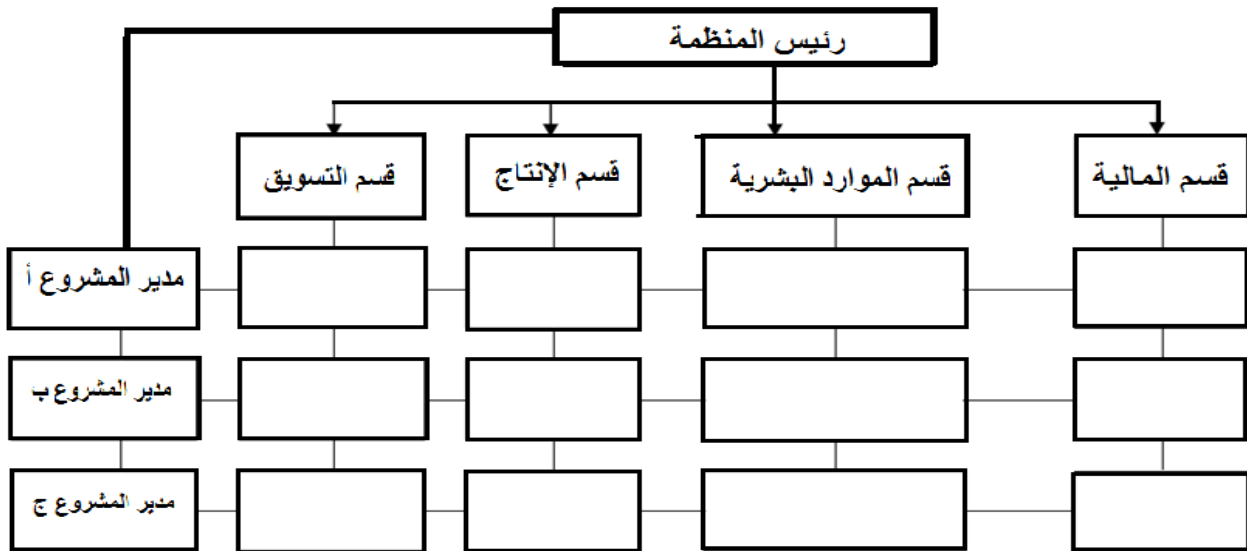 رئيس المنظمة
قسم المالية
قسم الموارد البشرية
قسم الإنتاج
قسم التسويق
مدير المشروع أ
مدير المشروع ب
مدير المشروع ج